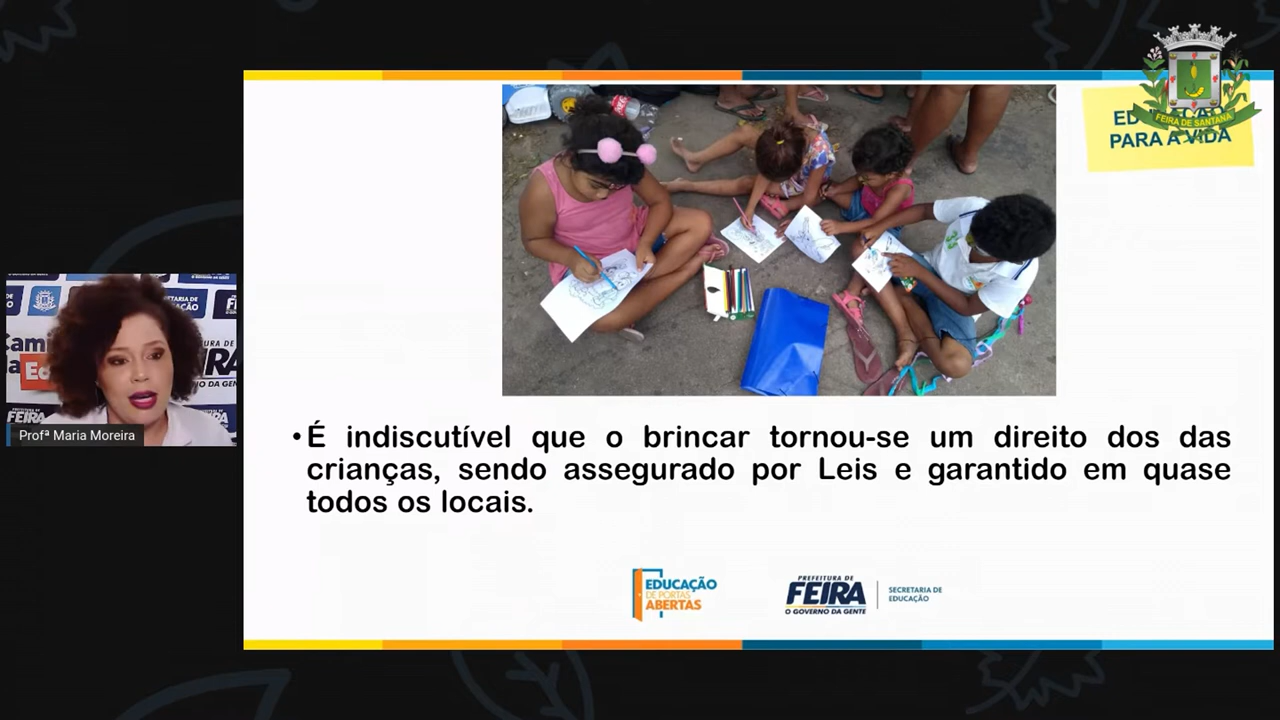 EDUCAÇÃO
PARA A VIDA
FEIRA DE SANTANA
• É indiscutível que o brincar tornou-se um direito dos das
crianças, sendo assegurado por Leis e garantido em quase
todos os locais.
Profª Maria Moreira
FEIRA
EDUCAÇÃO
DE PORTAS
ABERTAS
PREFEITURA DE
FEIRA
O GOVERNO DA GENTE
SECRETARIA DE
EDUCAÇÃO